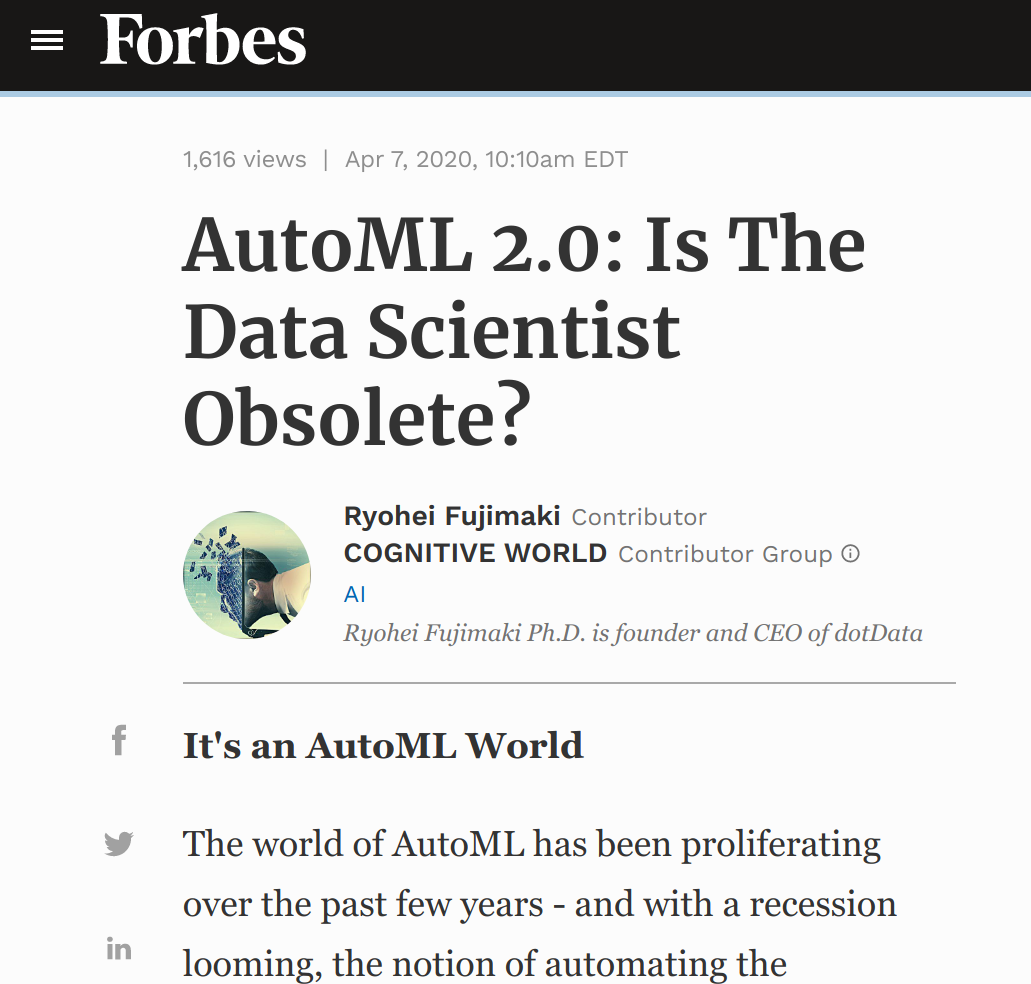 Forbes
1,616 views | Apr 7, 2020, 10:10am EDT
AutoML 2.0: Is The
Data Scientist
Obsolete?
Ryohei Fujimaki Contributor
COGNITIVE WORLD Contributor Group
AI
Ryohei Fujimaki Ph.D. is founder and CEO of dotData
It's an AutoML World
The world of AutoML has been proliferating
over the past few years - and with a recession
looming, the notion of automating the